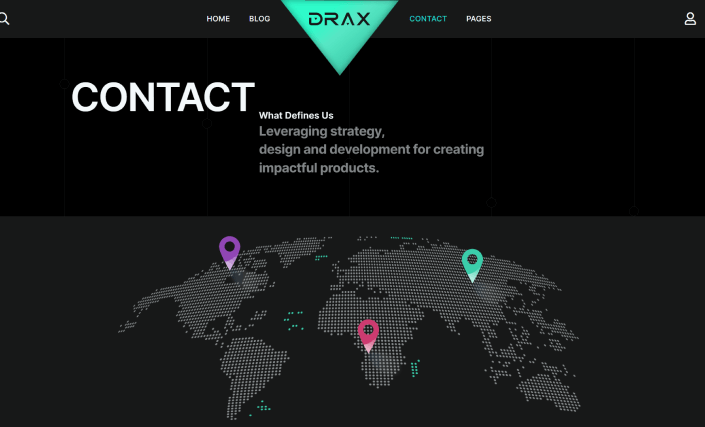 HOME
BLOG
DRAX
CONTACT
PAGES
CONTACT
What Defines Us
Leveraging strategy,
design and development for creating
impactful products.